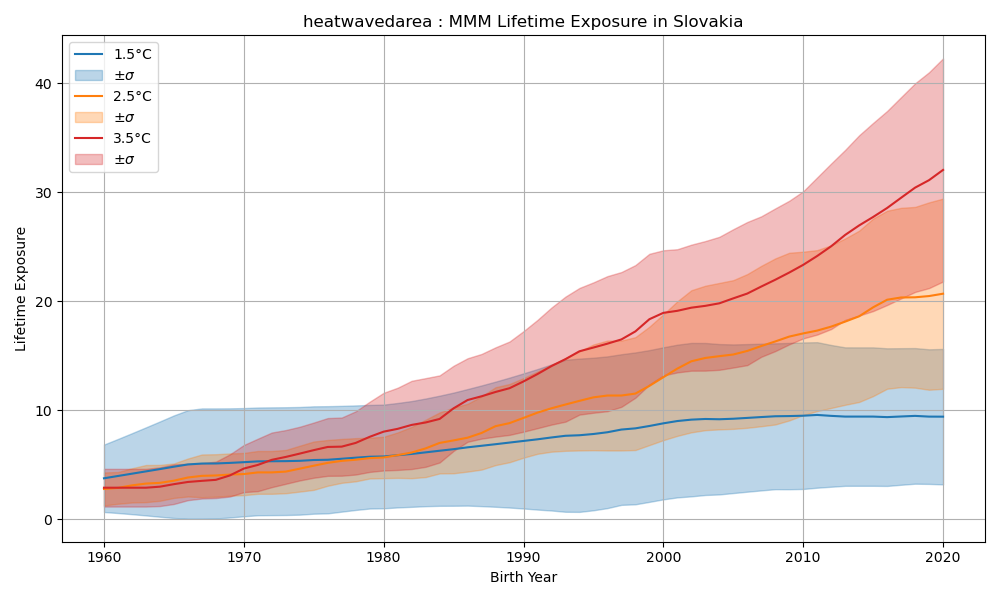 heatwavedarea : MMM Lifetime Exposure in Slovakia
1.5°C
±σ
2.5°C
±σ
3.5°C
±σ
Lifetime Exposure
40
30
20
10
0
1960 1970 1980 1990 2000 2010 2020
Birth Year